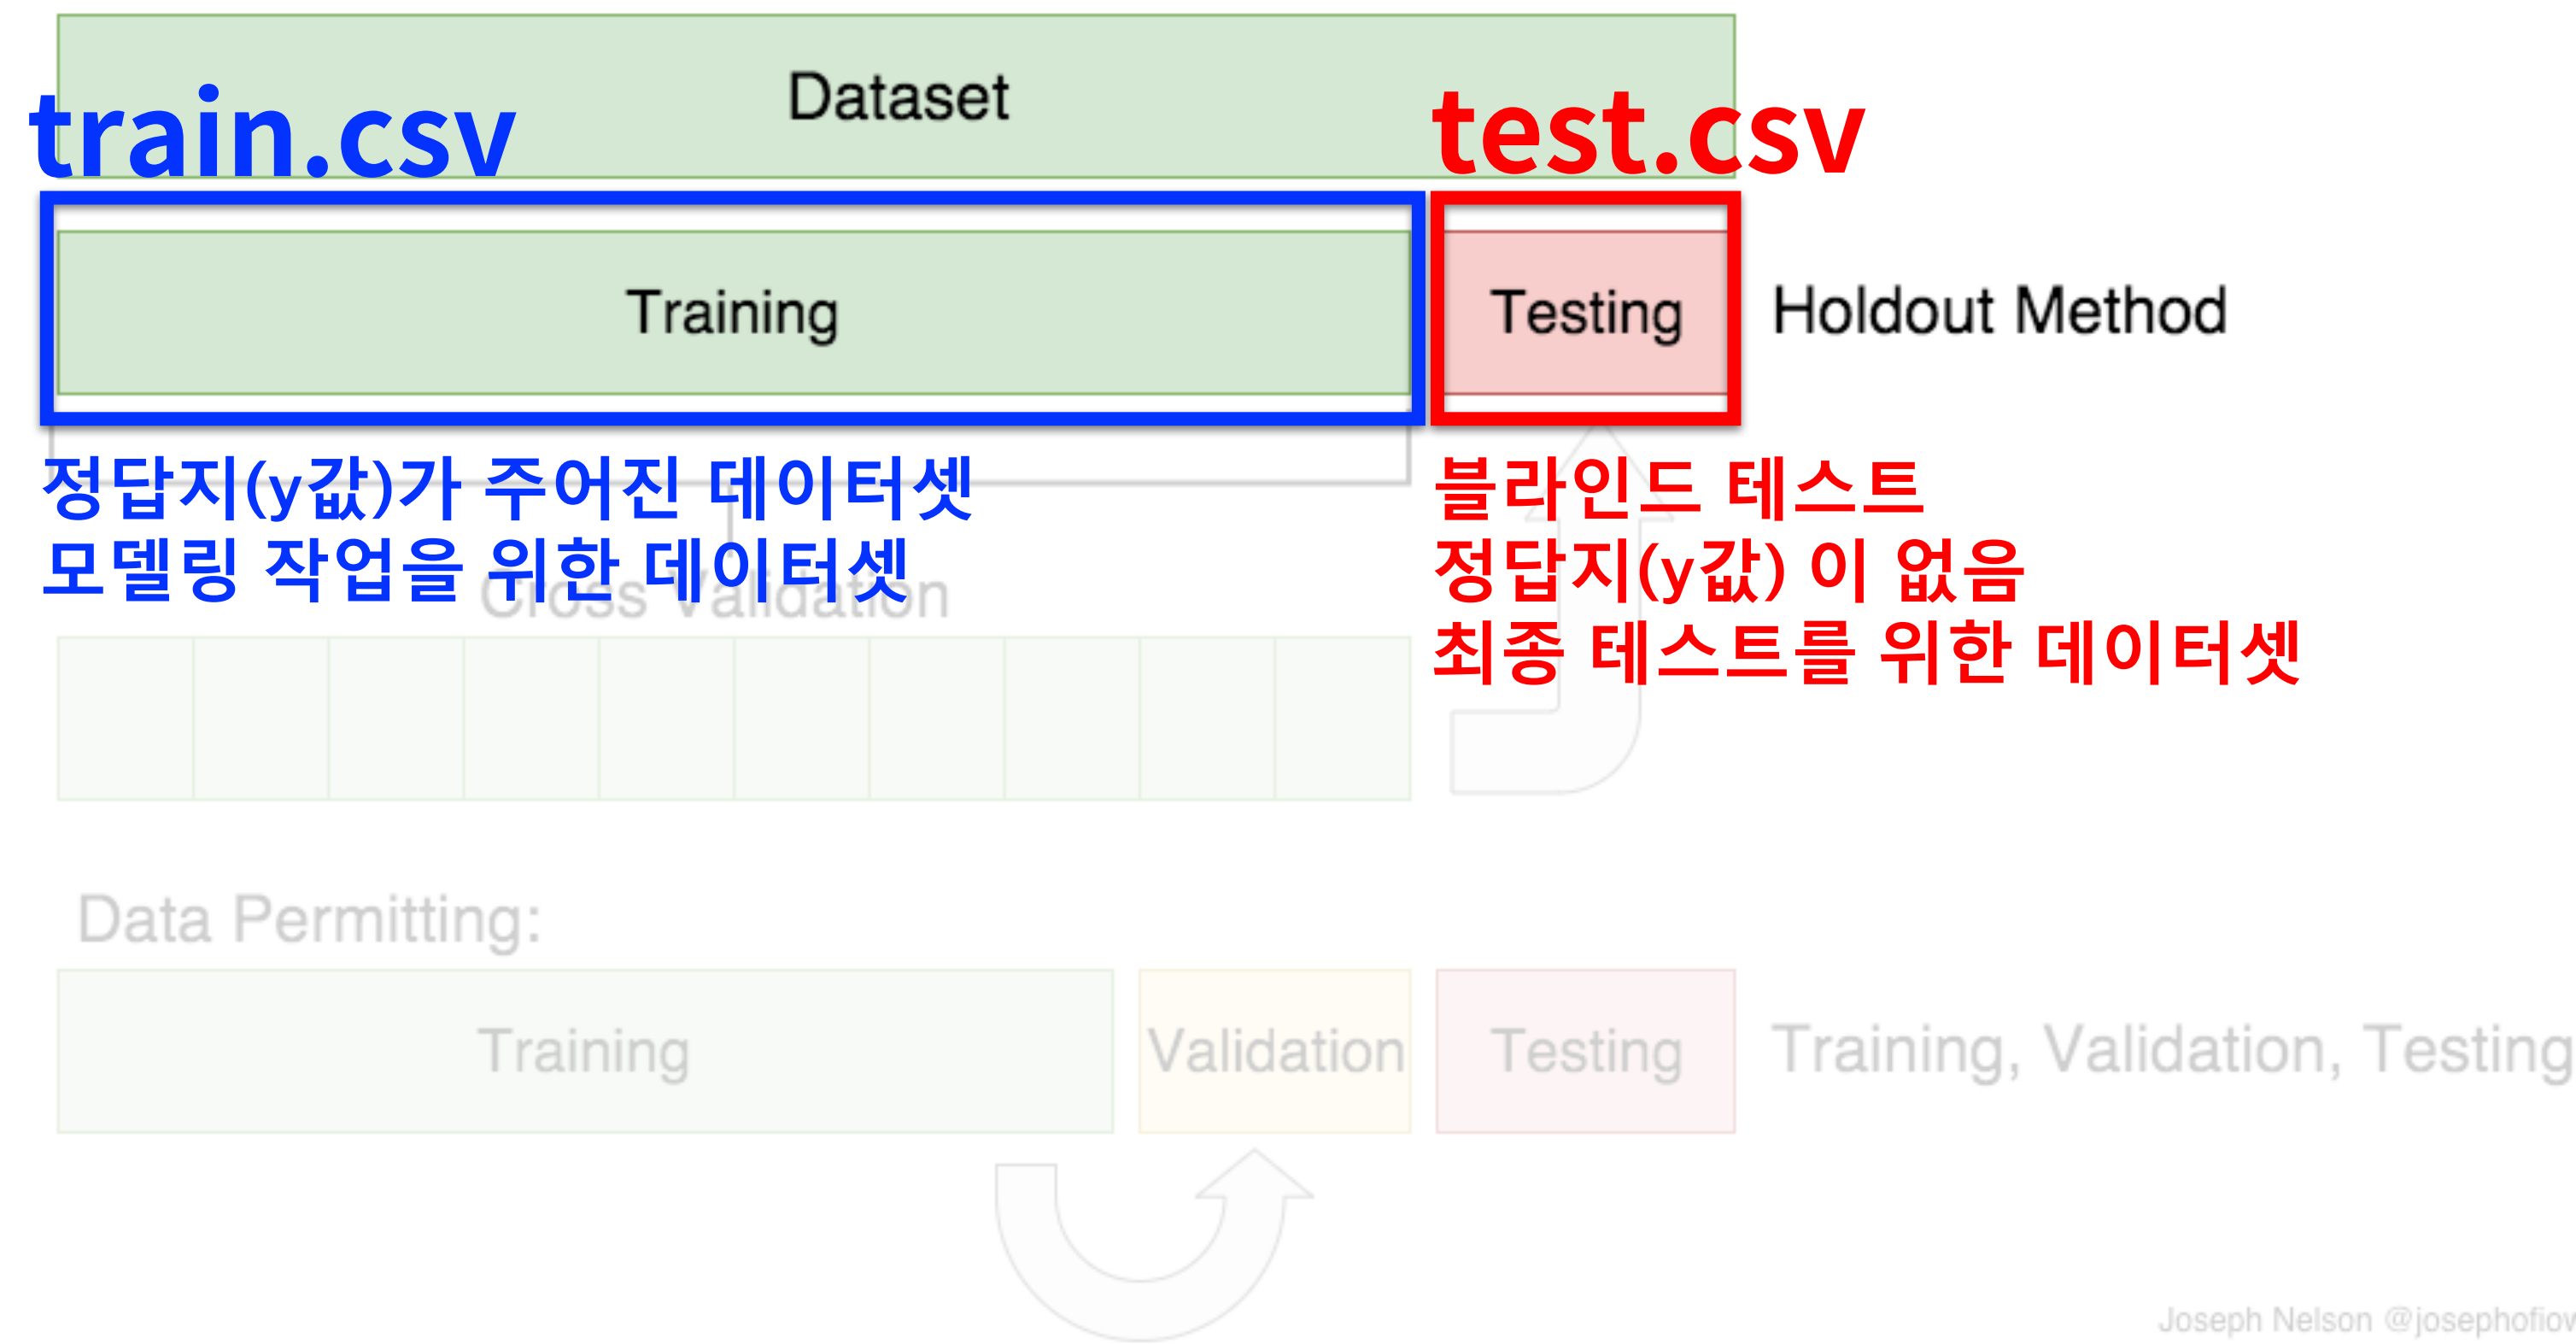 Dataset
train.csv
test.csv
Training
Testing
Holdout Method
정답지(y값)가 주어진 데이터셋
모델링 작업을 위한 데이터셋
블라인드 테스트
정답지(y값) 이 없음
최종 테스트를 위한 데이터셋
Cross Validation
Data Permitting:
Training
Validation
Testing
Training, Validation, Testing
Joseph Nelson